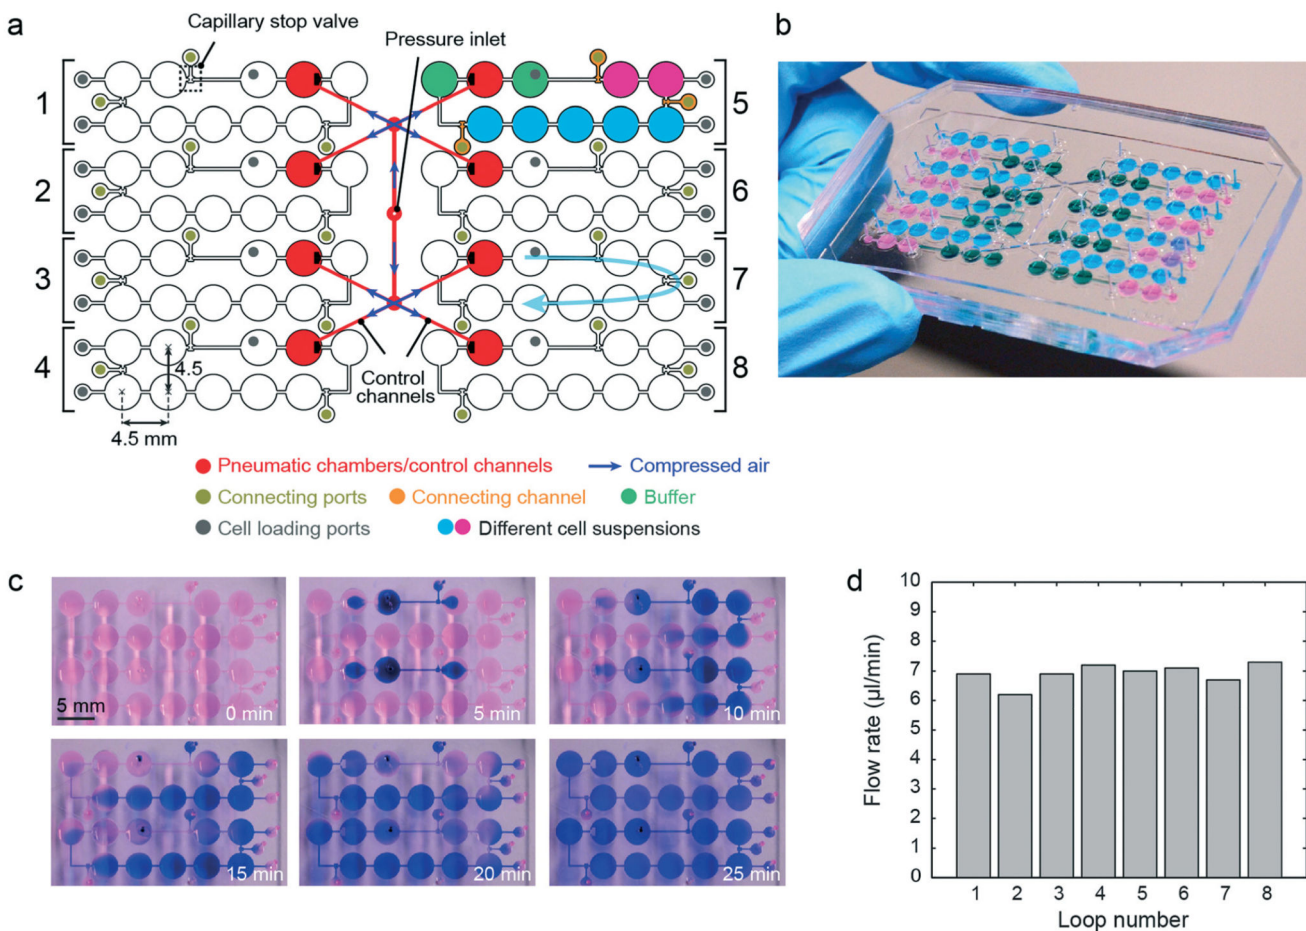 a
Capillary stop valve
Pressure inlet
b
1
2
3
4
5
6
7
8
4.5
4.5 mm
Control
channels
Pneumatic chambers/control channels
Compressed air
Connecting ports
Connecting channel
Buffer
Cell loading ports
Different cell suspensions
c
5 mm
0 min
5 min
10 min
15 min
20 min
25 min
d
Flow rate (µl/min)
10
9
8
7
6
5
4
3
2
1
0
1 2 3 4 5 6 7 8
Loop number